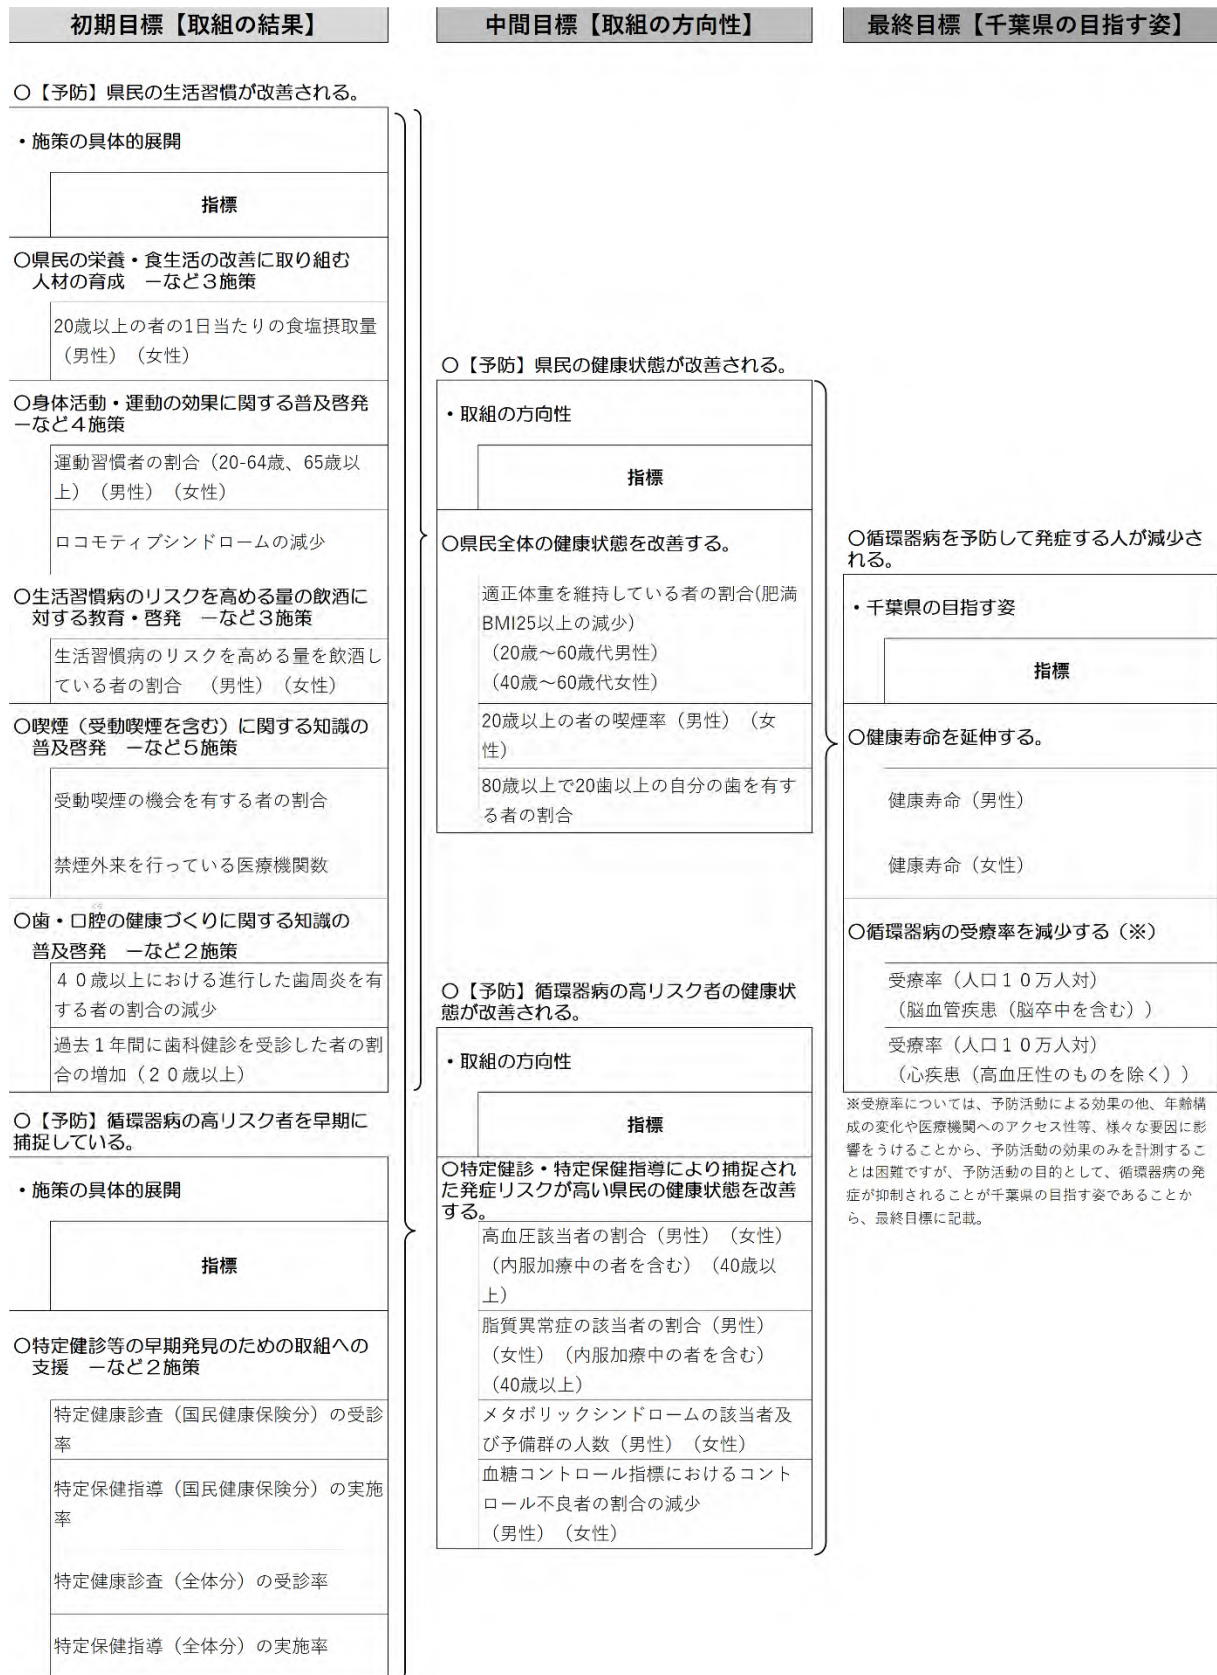 初期目標【取組の結果】
○【予防】県民の生活習慣が改善される。
・施策の具体的展開
指標
○県民の栄養・食生活の改善に取り組む
人材の育成　ーなど３施策
20歳以上の者の1日当たりの食塩摂取量
（男性）（女性）
○身体活動・運動の効果に関する普及啓発
ーなど４施策
運動習慣者の割合（20-64歳、65歳以
上）（男性）（女性）
ロコモティブシンドロームの減少
○生活習慣病のリスクを高める量の飲酒に
対する教育・啓発　ーなど３施策
生活習慣病のリスクを高める量を飲酒し
ている者の割合　（男性）（女性）
○喫煙（受動喫煙を含む）に関する知識の
普及啓発　ーなど５施策
受動喫煙の機会を有する者の割合
禁煙外来を行っている医療機関数
○歯・口腔の健康づくりに関する知識の
普及啓発　ーなど２施策
４０歳以上における進行した歯周炎を有
する者の割合の減少
過去１年間に歯科健診を受診した者の割
合の増加（２０歳以上）
○【予防】循環器病の高リスク者を早期に
捕捉している。
・施策の具体的展開
指標
○特定健診等の早期発見のための取組への
支援　ーなど２施策
特定健康診査（国民健康保険分）の受診
率
特定保健指導（国民健康保険分）の実施
率
特定健康診査（全体分）の受診率
特定保健指導（全体分）の実施率
中間目標【取組の方向性】
○【予防】県民の健康状態が改善される。
・取組の方向性
指標
○県民全体の健康状態を改善する。
適正体重を維持している者の割合(肥満
BMI25以上の減少)
（20歳～60歳代男性）
（40歳～60歳代女性）
20歳以上の者の喫煙率（男性）（女
性）
80歳以上で20歯以上の自分の歯を有す
る者の割合
○【予防】循環器病の高リスク者の健康状
態が改善される。
・取組の方向性
指標
○特定健診・特定保健指導により捕捉され
た発症リスクが高い県民の健康状態を改善
する。
高血圧該当者の割合（男性）（女性）
（内服加療中の者を含む）（40歳以
上）
脂質異常症の該当者の割合（男性）
（女性）（内服加療中の者を含む）
（40歳以上）
メタボリックシンドロームの該当者及
び予備群の人数（男性）（女性）
血糖コントロール指標におけるコント
ロール不良者の割合の減少
（男性）（女性）
最終目標【千葉県の目指す姿】
○循環器病を予防して発症する人が減少さ
れる。
・千葉県の目指す姿
指標
○健康寿命を延伸する。
健康寿命（男性）
健康寿命（女性）
○循環器病の受療率を減少する（※）
受療率（人口１０万人対）
（脳血管疾患（脳卒中を含む））
受療率（人口１０万人対）
（心疾患（高血圧性のものを除く））
※受療率については、予防活動による効果の他、年齢構
成の変化や医療機関へのアクセス性等、様々な要因に影
響をうけることから、予防活動の効果のみを計測するこ
とは困難ですが、予防活動の目的として、循環器病の発
症が抑制されることが千葉県の目指す姿であることか
ら、最終目標に記載。